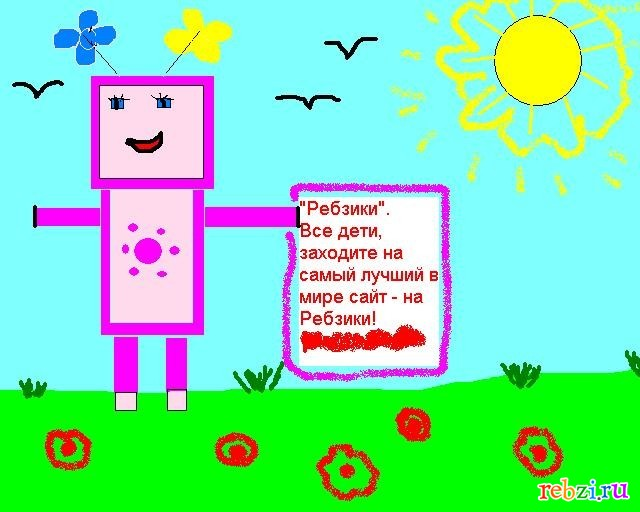 "Ребзики".
Все дети,
заходите на
самый лучший в
мире сайт - на
Ребзики!
rebzi.ru